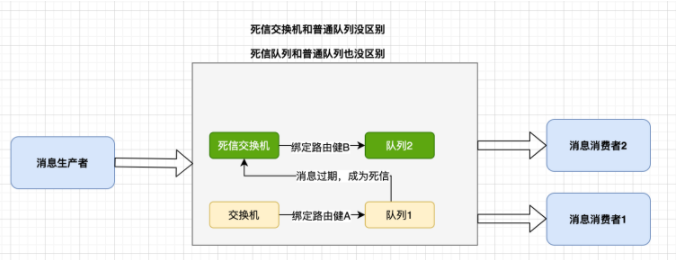 死信交换机和普通队列没区别
死信队列和普通队列也没区别
消息生产者
死信交换机
绑定路由健B
队列2
消息过期，成为死信
交换机
绑定路由健A
队列1
消息消费者2
消息消费者1